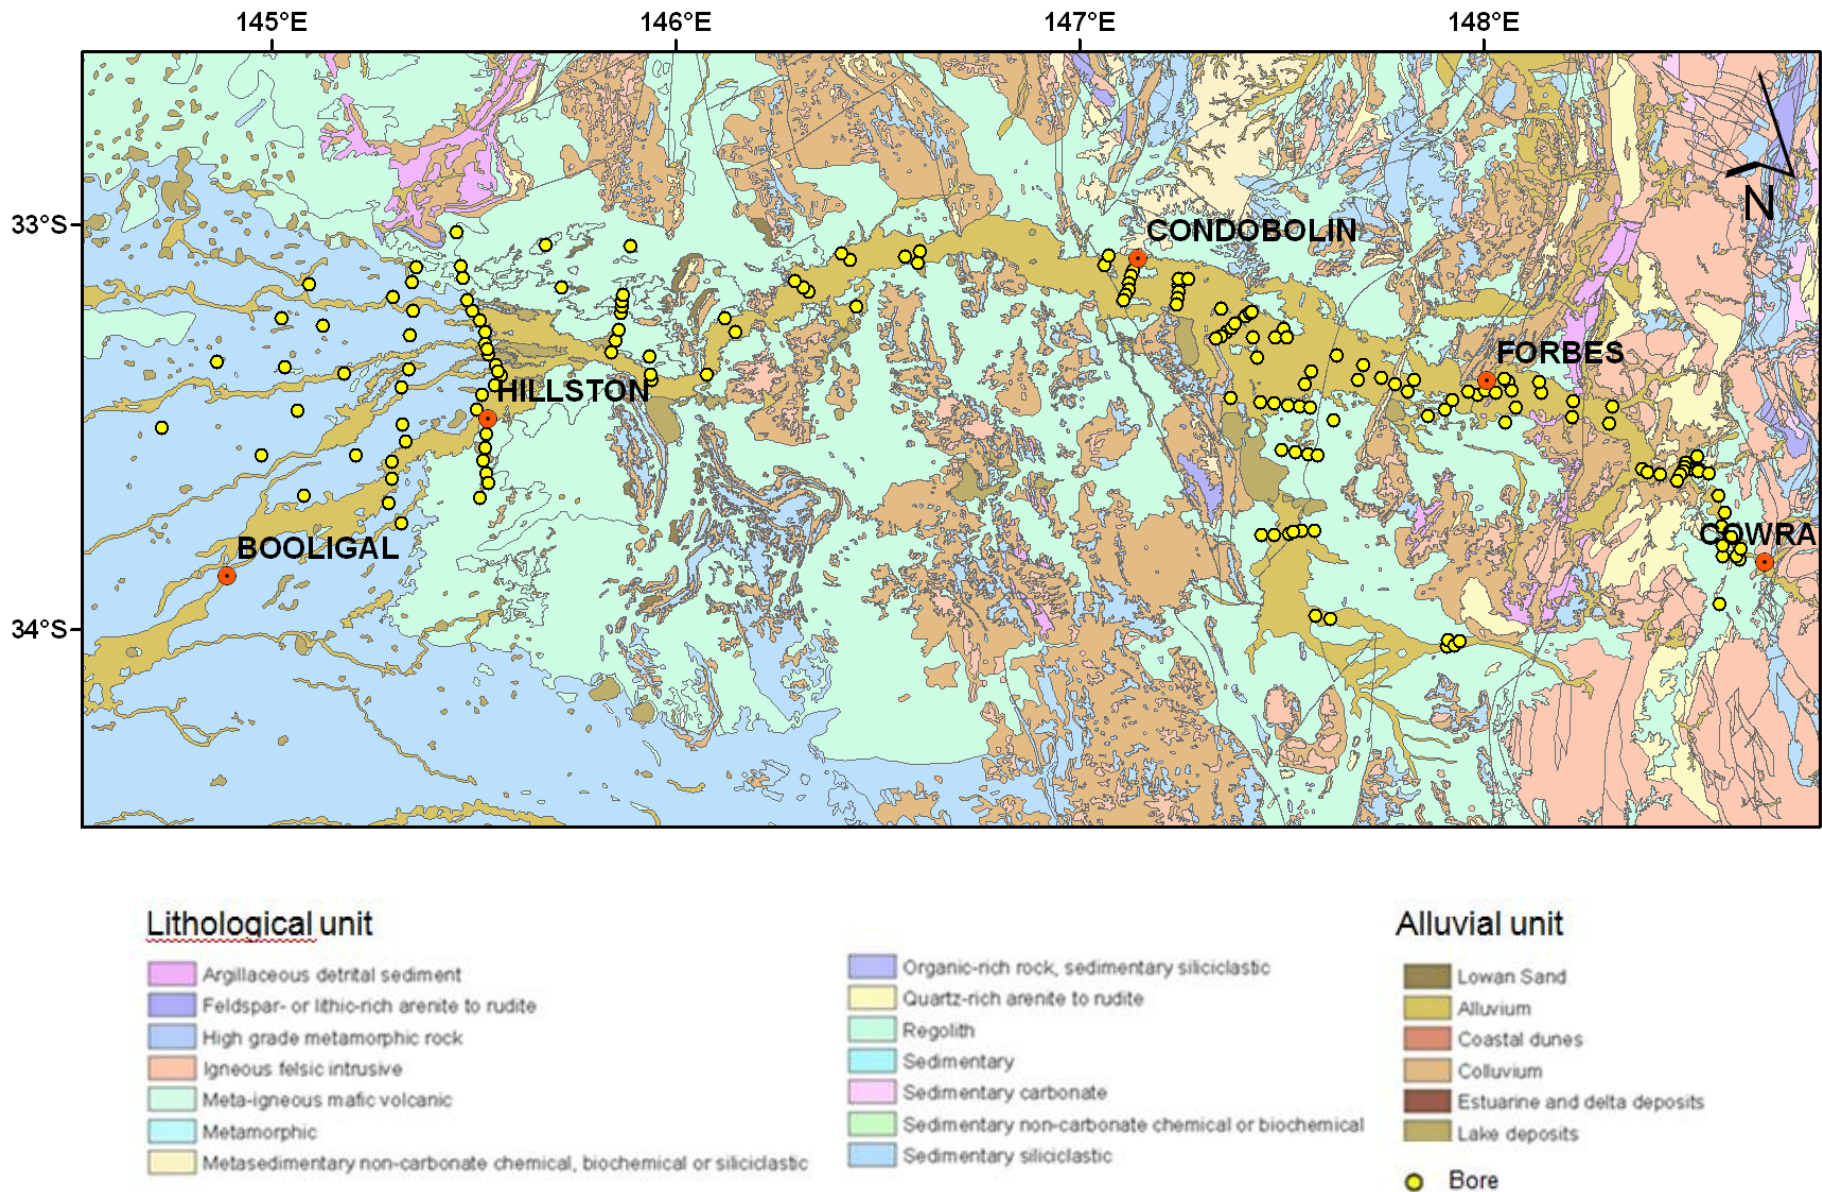 145°E 146°E 147°E 148°E
33°S
34°S
N
CONDOBOLIN
FORBES
HILLSTON
BOOLIGAL
COWRA
Lithological unit
Argillaceous detrital sediment
Feldspar- or lithic-rich arenite to rudite
High grade metamorphic rock
Igneous felsic intrusive
Meta-igneous mafic volcanic
Metamorphic
Metasedimentary non-carbonate chemical, biochemical or siliciclastic
Organic-rich rock, sedimentary siliciclastic
Quartz-rich arenite to rudite
Regolith
Sedimentary
Sedimentary carbonate
Sedimentary non-carbonate chemical or biochemical
Sedimentary siliciclastic
Alluvial unit
Lowan Sand
Alluvium
Coastal dunes
Colluvium
Estuarine and delta deposits
Lake deposits
Bore